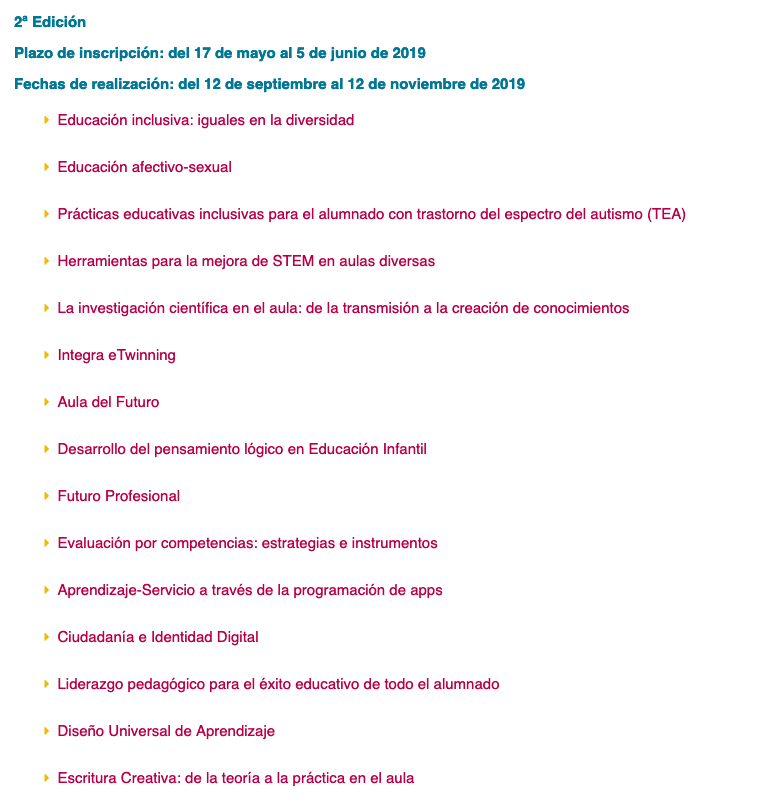 2ª Edición
Plazo de inscripción: del 17 de mayo al 5 de junio de 2019
Fechas de realización: del 12 de septiembre al 12 de noviembre de 2019
Educación inclusiva: iguales en la diversidad
Educación afectivo-sexual
Prácticas educativas inclusivas para el alumnado con trastorno del espectro del autismo (TEA)
Herramientas para la mejora de STEM en aulas diversas
La investigación científica en el aula: de la transmisión a la creación de conocimientos
Integra eTwinning
Aula del Futuro
Desarrollo del pensamiento lógico en Educación Infantil
Futuro Profesional
Evaluación por competencias: estrategias e instrumentos
Aprendizaje-Servicio a través de la programación de apps
Ciudadanía e Identidad Digital
Liderazgo pedagógico para el éxito educativo de todo el alumnado
Diseño Universal de Aprendizaje
Escritura Creativa: de la teoría a la práctica en el aula